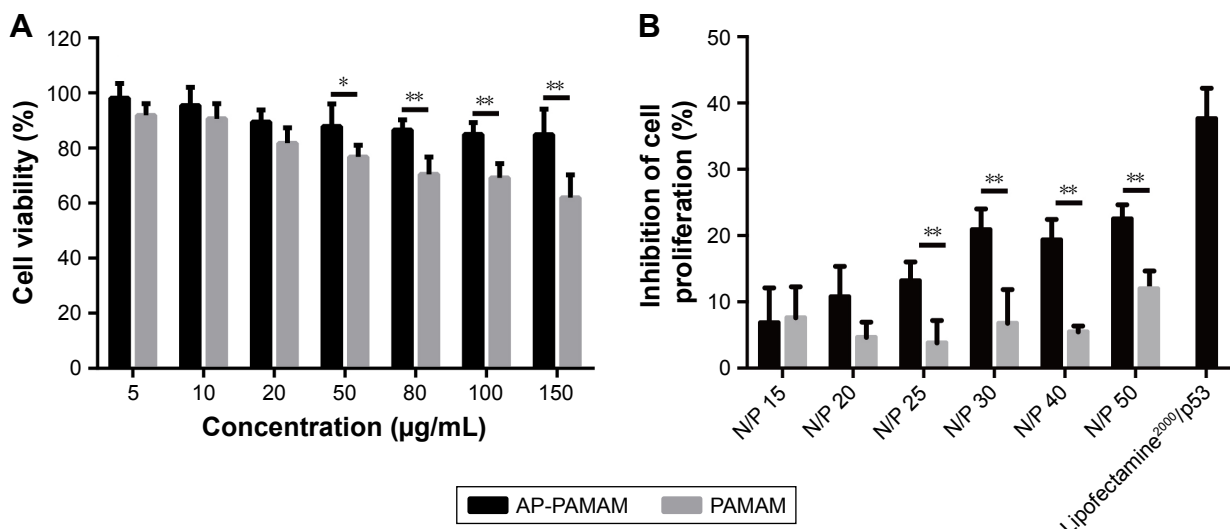 A
120
100
80
60
40
20
0
Cell viability (%)
*
**
**
**
5 10 20 50 80 100 150
Concentration (µg/mL)
B
50
40
30
20
10
0
Inhibition of cell
proliferation (%)
**
**
**
**
N/P 15
N/P 20
N/P 25
N/P 30
N/P 40
N/P 50
Lipofectamine²⁰⁰⁰/p53
AP-PAMAM PAMAM